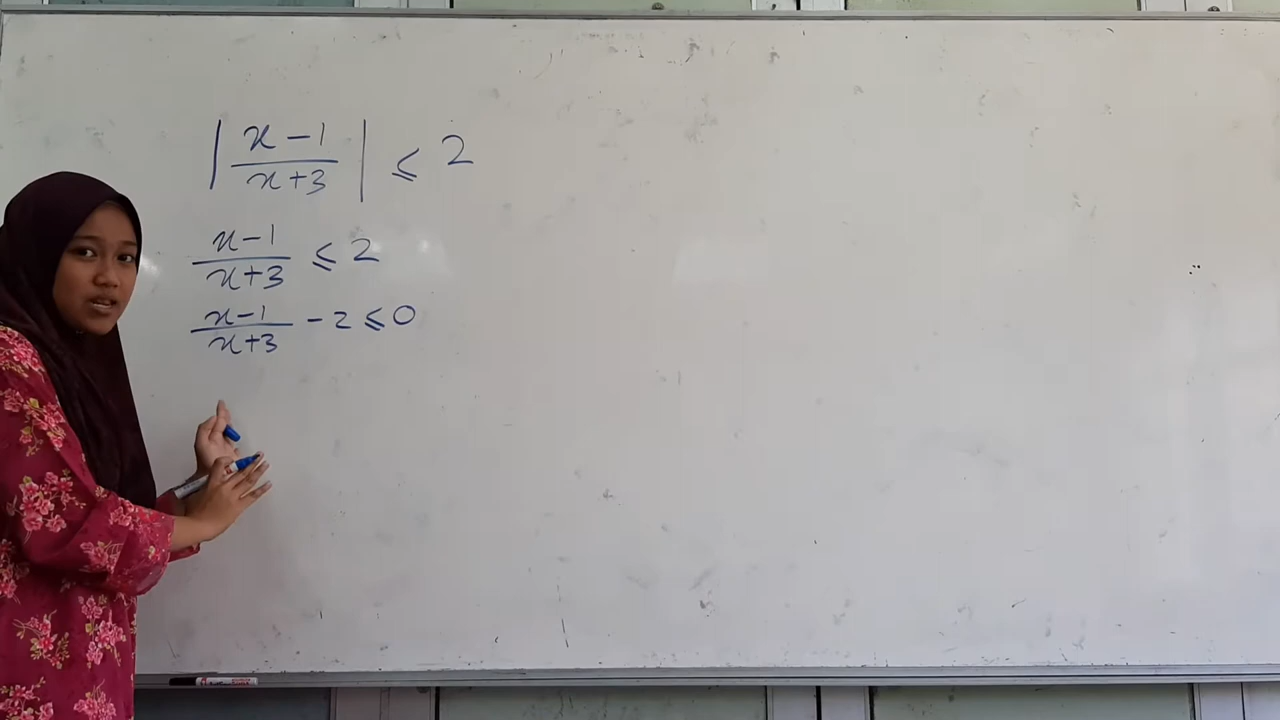 |x-1/x+3| ⩽ 2
x-1/x+3 ⩽ 2
x-1/x+3 - 2 ⩽ 0